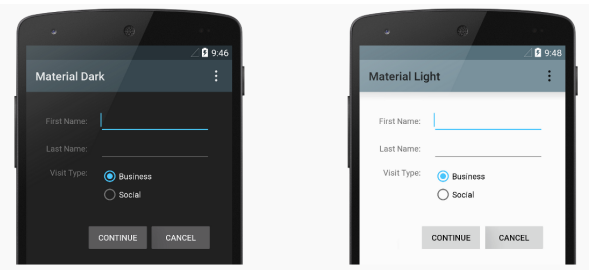 9:46
Material Dark
First Name:
Last Name:
Visit Type:
Business
Social
CONTINUE CANCEL
9:48
Material Light
First Name:
Last Name:
Visit Type:
Business
Social
CONTINUE CANCEL